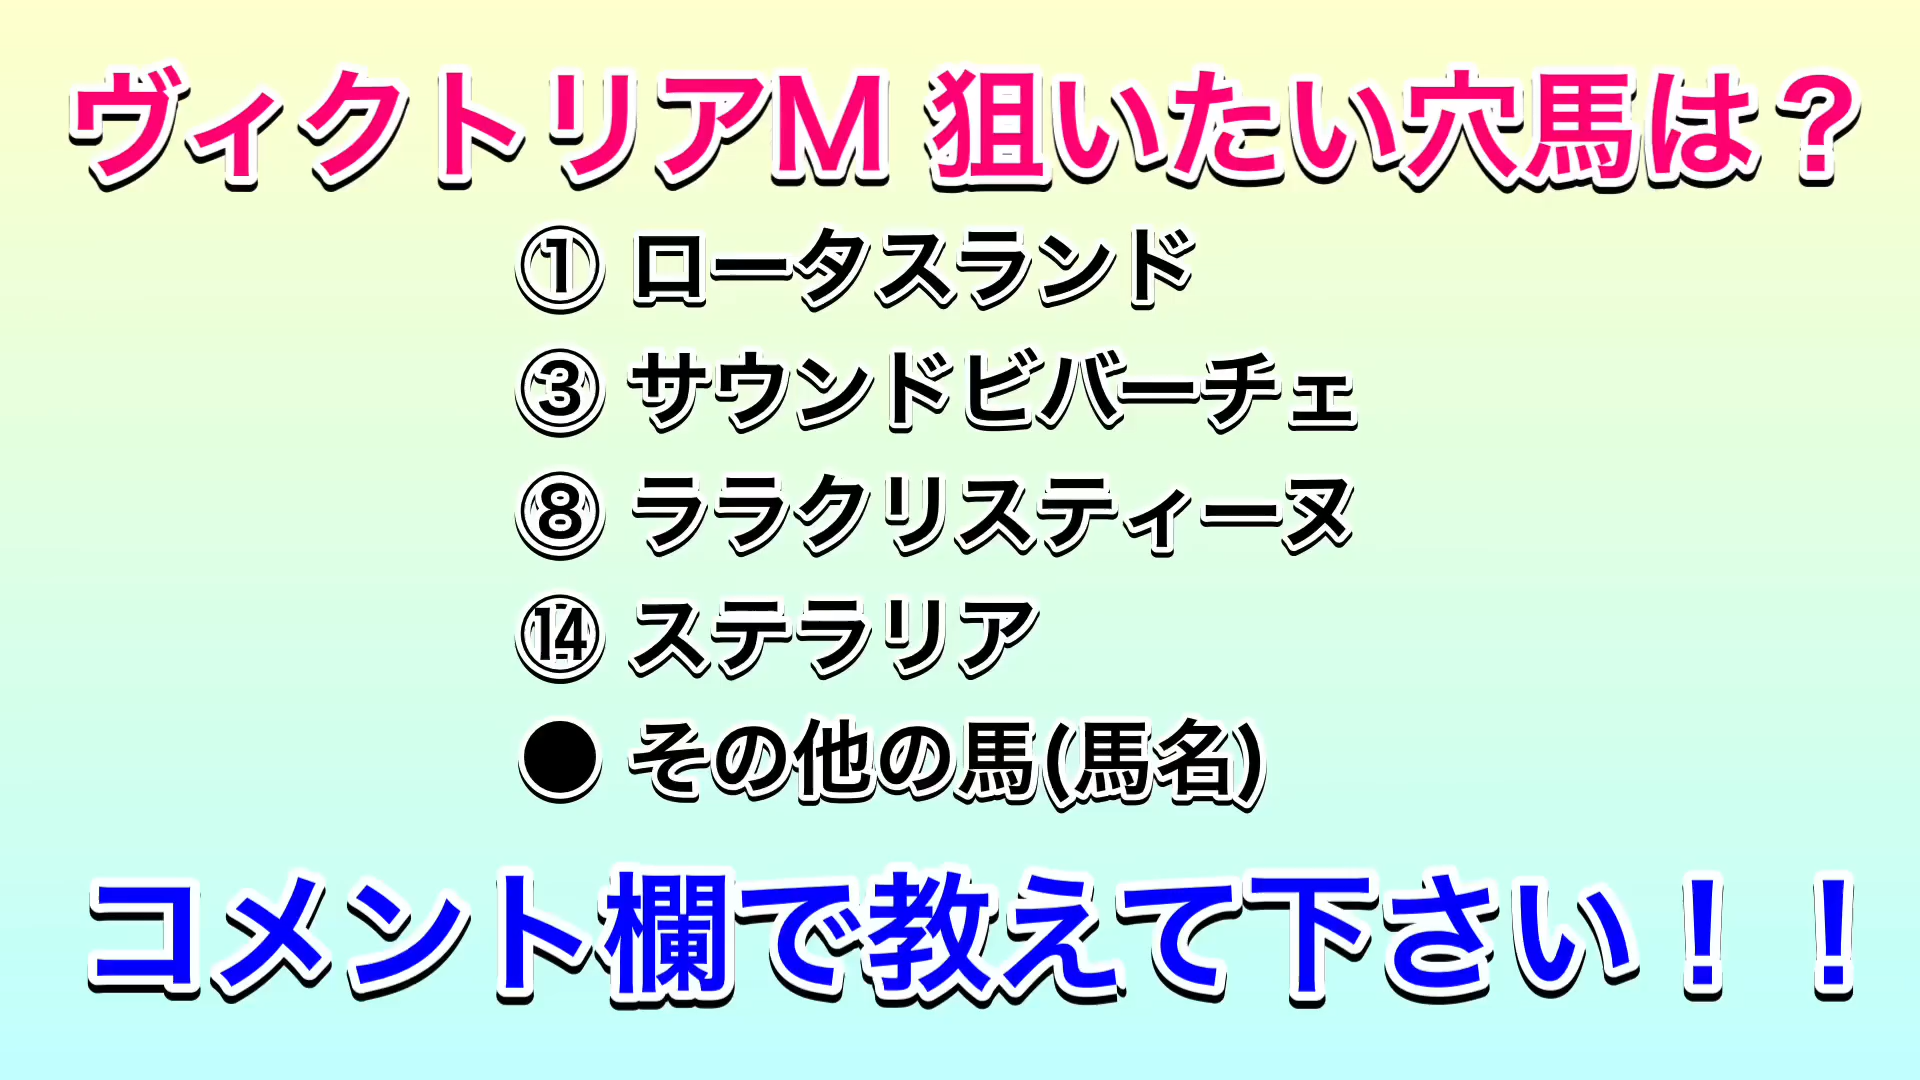 ヴィクトリアM 狙いたい穴馬は？
① ロータスランド
③ サウンドビバーチェ
⑧ ララクリスティーヌ
⑭ ステラリア
● その他の馬(馬名)
コメント欄で教えて下さい！！